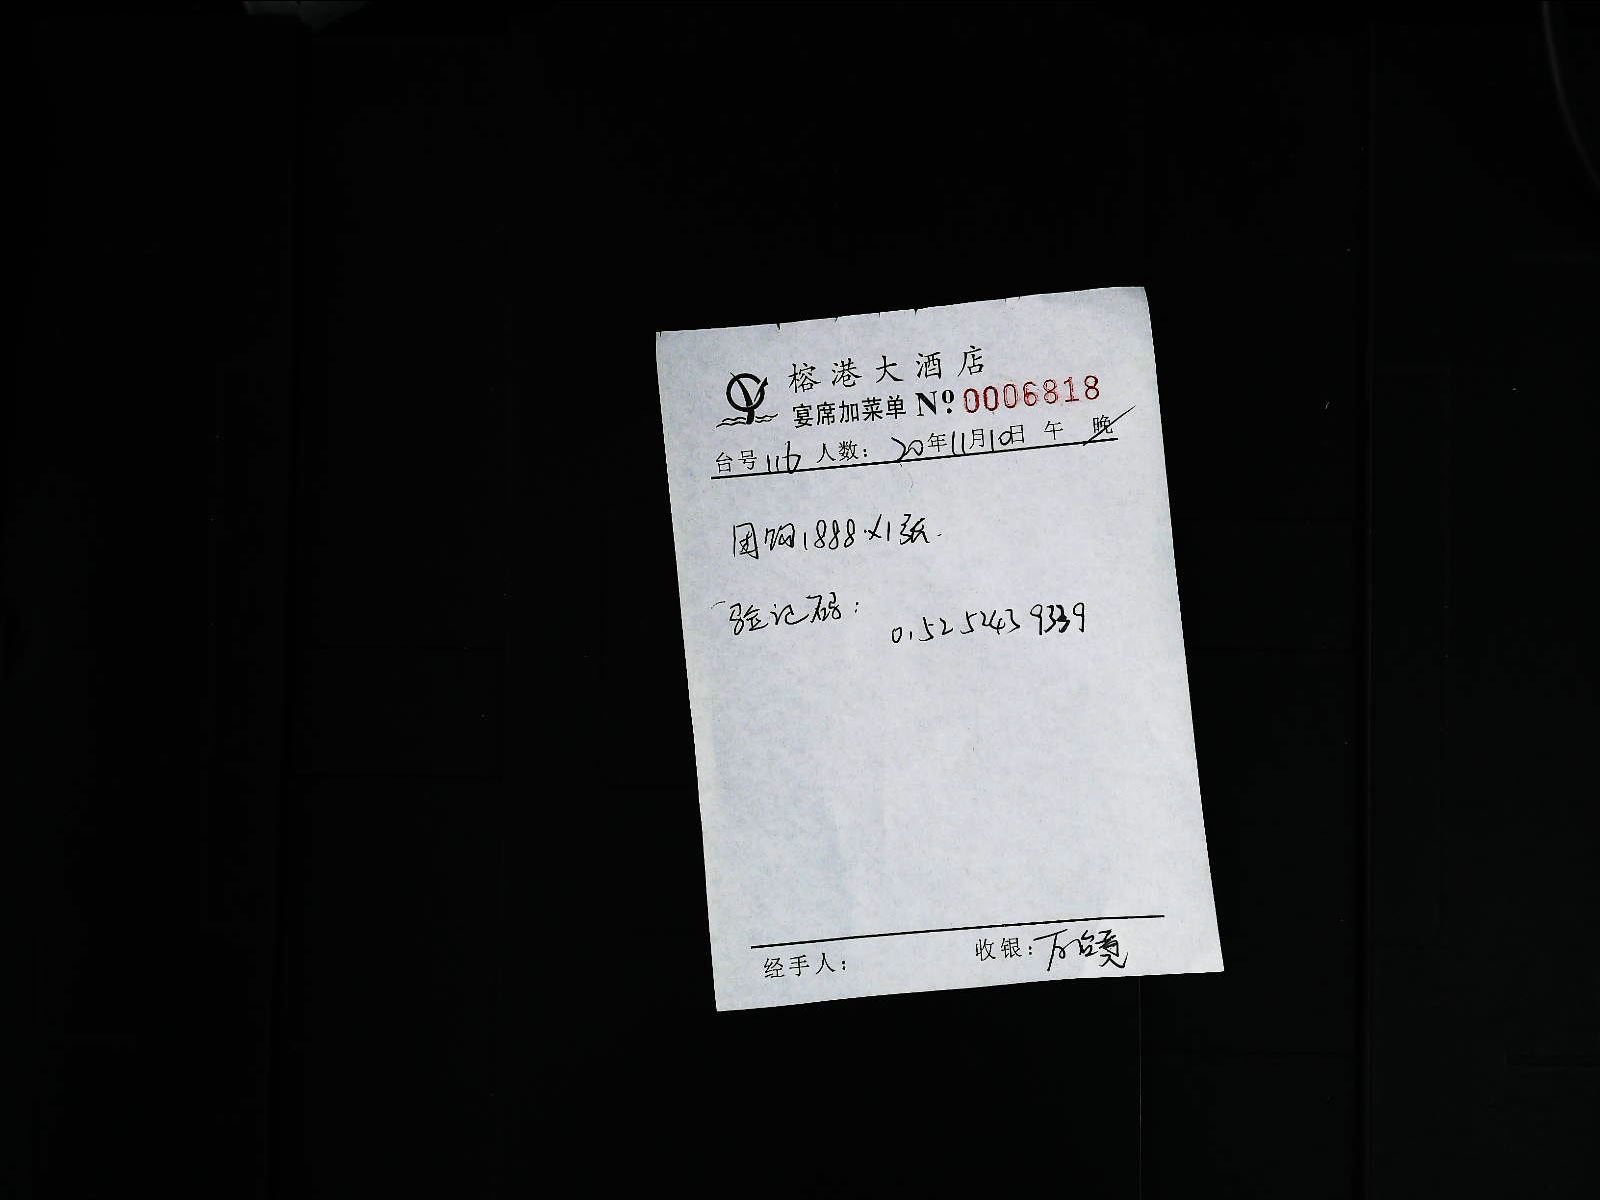 榕港大酒店
宴席加菜单 Nº 0006818
台号 116 人数: 20年11月10日 午 晚
团购1888×1张.
验记码: 0152 5243 9339
经手人: 收银: